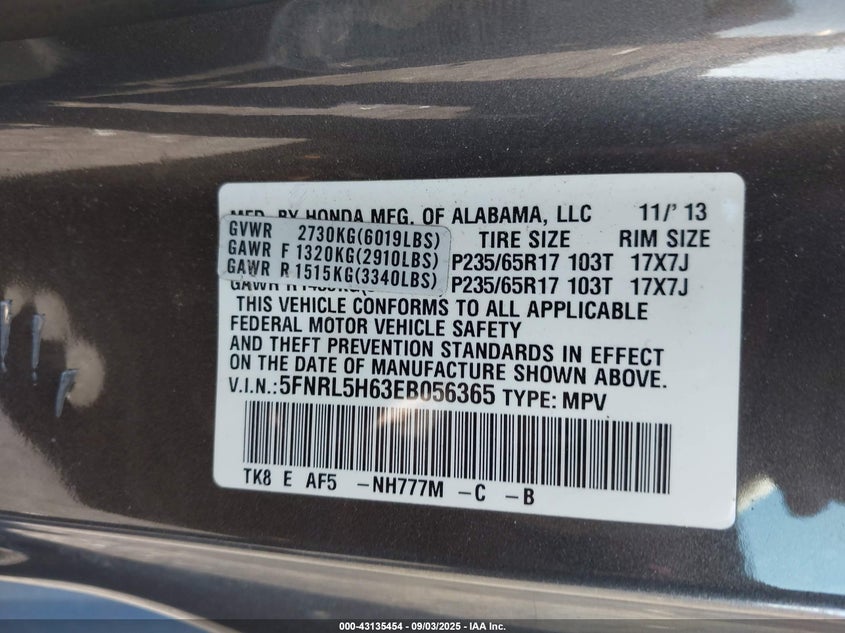 MFD. BY HONDA MFG. OF ALABAMA, LLC 11/'13
GVWR 2730KG(6019LBS) TIRE SIZE RIM SIZE
GAWR F 1320KG(2910LBS) P235/65R17 103T 17X7J
GAWR R 1515KG(3340LBS) P235/65R17 103T 17X7J
GAWR R
THIS VEHICLE CONFORMS TO ALL APPLICABLE
FEDERAL MOTOR VEHICLE SAFETY
AND THEFT PREVENTION STANDARDS IN EFFECT
ON THE DATE OF MANUFACTURE SHOWN ABOVE.
V.I.N.:5FNRL5H63EB056365 TYPE: MPV
TK8 E AF5 -NH777M -C -B
000-43135454 - 09/03/2025 - IAA Inc.